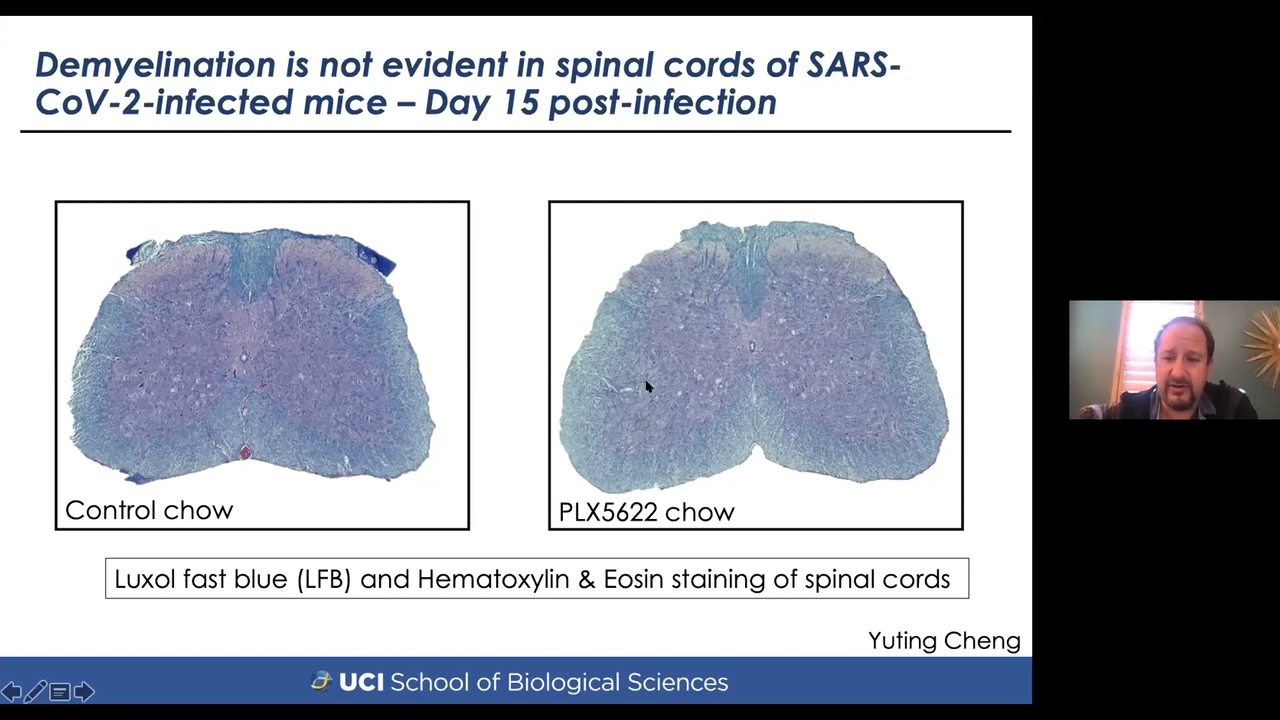 Demyelination is not evident in spinal cords of SARS-
CoV-2-infected mice – Day 15 post-infection
Control chow
PLX5622 chow
Luxol fast blue (LFB) and Hematoxylin & Eosin staining of spinal cords
Yuting Cheng
UCI School of Biological Sciences